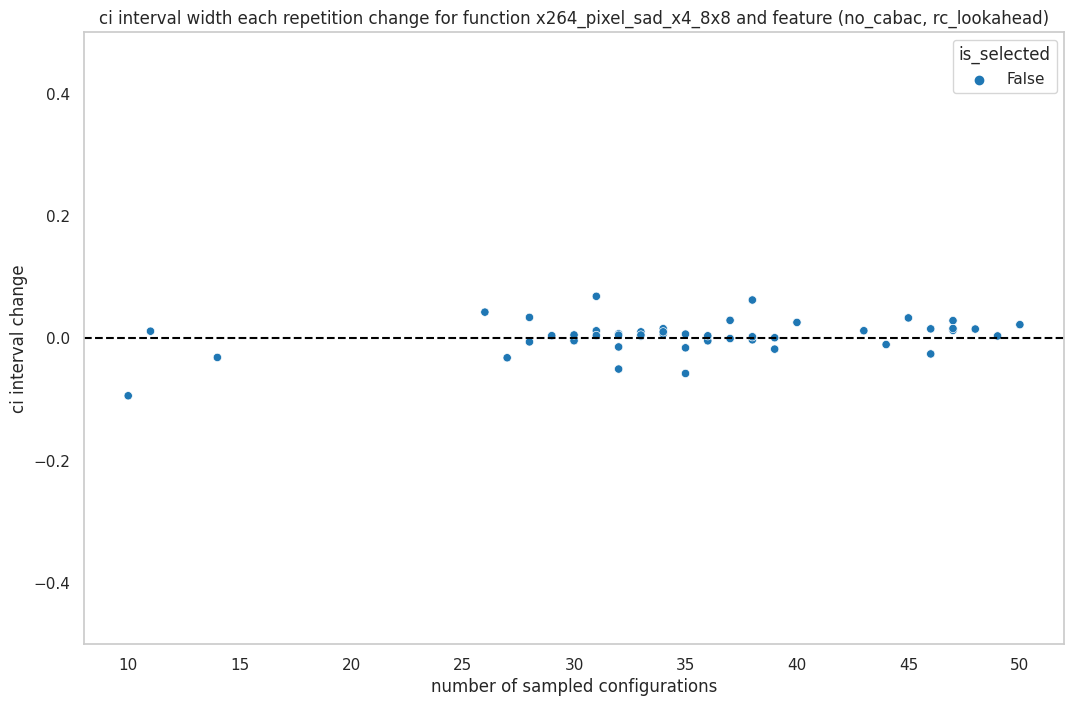 ci interval width each repetition change for function x264_pixel_sad_x4_8x8 and feature (no_cabac, rc_lookahead)
is_selected
False
ci interval change
0.4
0.2
0.0
−0.2
−0.4
10 15 20 25 30 35 40 45 50
number of sampled configurations